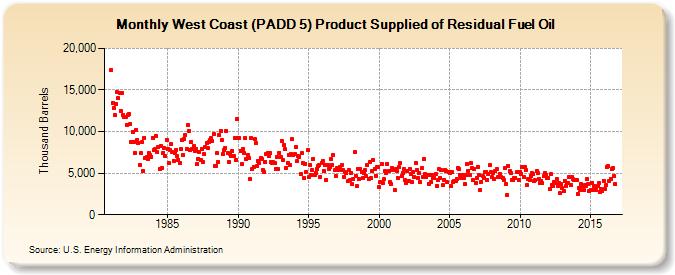 Monthly West Coast (PADD 5) Product Supplied of Residual Fuel Oil
Thousand Barrels
20,000
15,000
10,000
5,000
0
1985 1990 1995 2000 2005 2010 2015
Source: U.S. Energy Information Administration